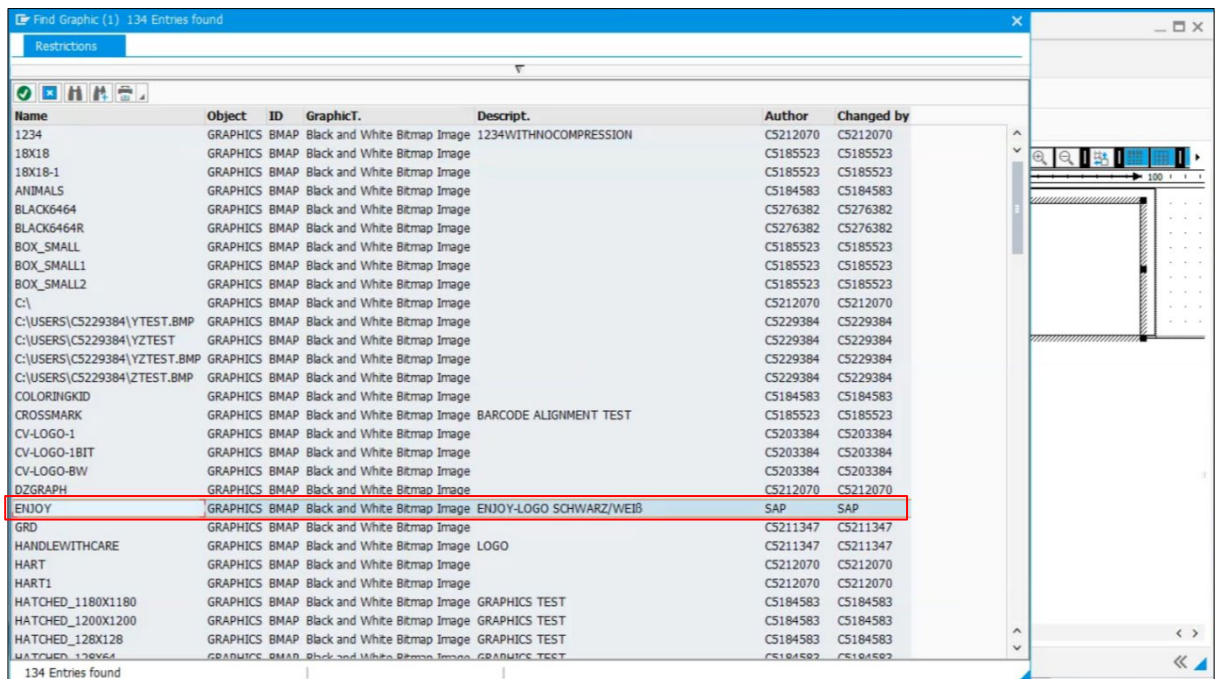 Find Graphic (1) 134 Entries found
Restrictions
Name Object ID GraphicT. Descript. Author Changed by
1234 GRAPHICS BMAP Black and White Bitmap Image 1234WITHNOCOMPRESSION C5212070 C5212070
18X18 GRAPHICS BMAP Black and White Bitmap Image C5185523 C5185523
18X18-1 GRAPHICS BMAP Black and White Bitmap Image C5185523 C5185523
ANIMALS GRAPHICS BMAP Black and White Bitmap Image C5184583 C5184583
BLACK6464 GRAPHICS BMAP Black and White Bitmap Image C5276382 C5276382
BLACK6464R GRAPHICS BMAP Black and White Bitmap Image C5276382 C5276382
BOX_SMALL GRAPHICS BMAP Black and White Bitmap Image C5185523 C5185523
BOX_SMALL1 GRAPHICS BMAP Black and White Bitmap Image C5185523 C5185523
BOX_SMALL2 GRAPHICS BMAP Black and White Bitmap Image C5185523 C5185523
C:\ GRAPHICS BMAP Black and White Bitmap Image C5212070 C5212070
C:\USERS\C5229384\YTEST.BMP GRAPHICS BMAP Black and White Bitmap Image C5229384 C5229384
C:\USERS\C5229384\YZTEST GRAPHICS BMAP Black and White Bitmap Image C5229384 C5229384
C:\USERS\C5229384\YZTEST.BMP GRAPHICS BMAP Black and White Bitmap Image C5229384 C5229384
C:\USERS\C5229384\ZTEST.BMP GRAPHICS BMAP Black and White Bitmap Image C5229384 C5229384
COLORINGKID GRAPHICS BMAP Black and White Bitmap Image C5184583 C5184583
CROSSMARK GRAPHICS BMAP Black and White Bitmap Image BARCODE ALIGNMENT TEST C5185523 C5185523
CV-LOGO-1 GRAPHICS BMAP Black and White Bitmap Image C5203384 C5203384
CV-LOGO-1BIT GRAPHICS BMAP Black and White Bitmap Image C5203384 C5203384
CV-LOGO-BW GRAPHICS BMAP Black and White Bitmap Image C5203384 C5203384
DZGRAPH GRAPHICS BMAP Black and White Bitmap Image C5212070 C5212070
ENJOY GRAPHICS BMAP Black and White Bitmap Image ENJOY-LOGO SCHWARZ/WEIß SAP SAP
GRD GRAPHICS BMAP Black and White Bitmap Image C5211347 C5211347
HANDLEWITHCARE GRAPHICS BMAP Black and White Bitmap Image LOGO C5211347 C5211347
HART GRAPHICS BMAP Black and White Bitmap Image C5212070 C5212070
HART1 GRAPHICS BMAP Black and White Bitmap Image C5212070 C5212070
HATCHED_1180X1180 GRAPHICS BMAP Black and White Bitmap Image GRAPHICS TEST C5184583 C5184583
HATCHED_1200X1200 GRAPHICS BMAP Black and White Bitmap Image GRAPHICS TEST C5184583 C5184583
HATCHED_128X128 GRAPHICS BMAP Black and White Bitmap Image GRAPHICS TEST C5184583 C5184583
HATCHED_128X64 GRAPHICS BMAP Black and White Bitmap Image GRAPHICS TEST C5184583 C5184583
134 Entries found
100